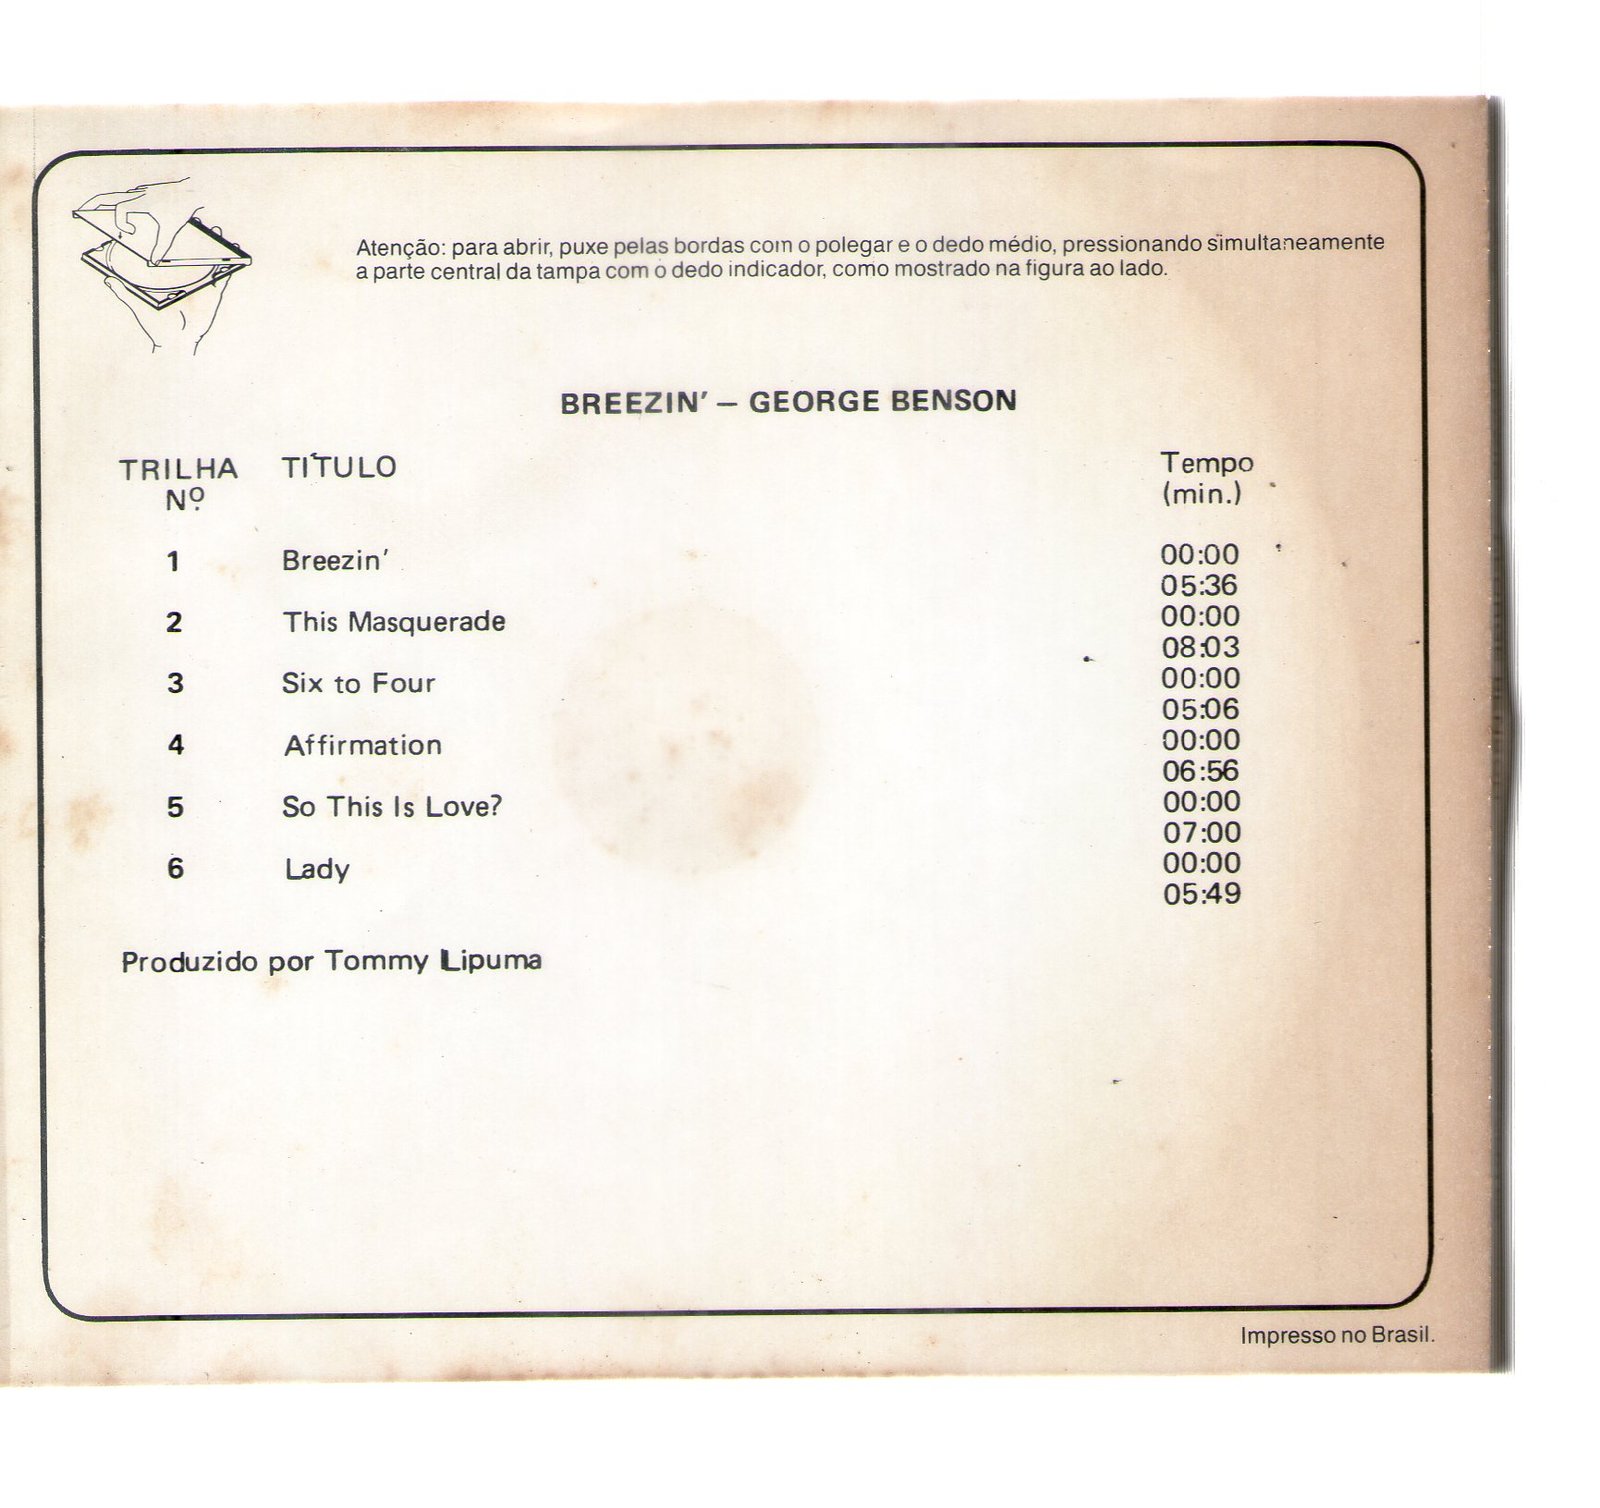 Atenção: para abrir, puxe pelas bordas com o polegar e o dedo médio, pressionando simultaneamente
a parte central da tampa com o dedo indicador, como mostrado na figura ao lado.
BREEZIN' – GEORGE BENSON
TRILHA Nº TÍTULO Tempo (min.)
1 Breezin' 00:00
05:36
2 This Masquerade 00:00
08:03
3 Six to Four 00:00
05:06
4 Affirmation 00:00
06:56
5 So This Is Love? 00:00
07:00
6 Lady 00:00
05:49
Produzido por Tommy Lipuma
Impresso no Brasil.